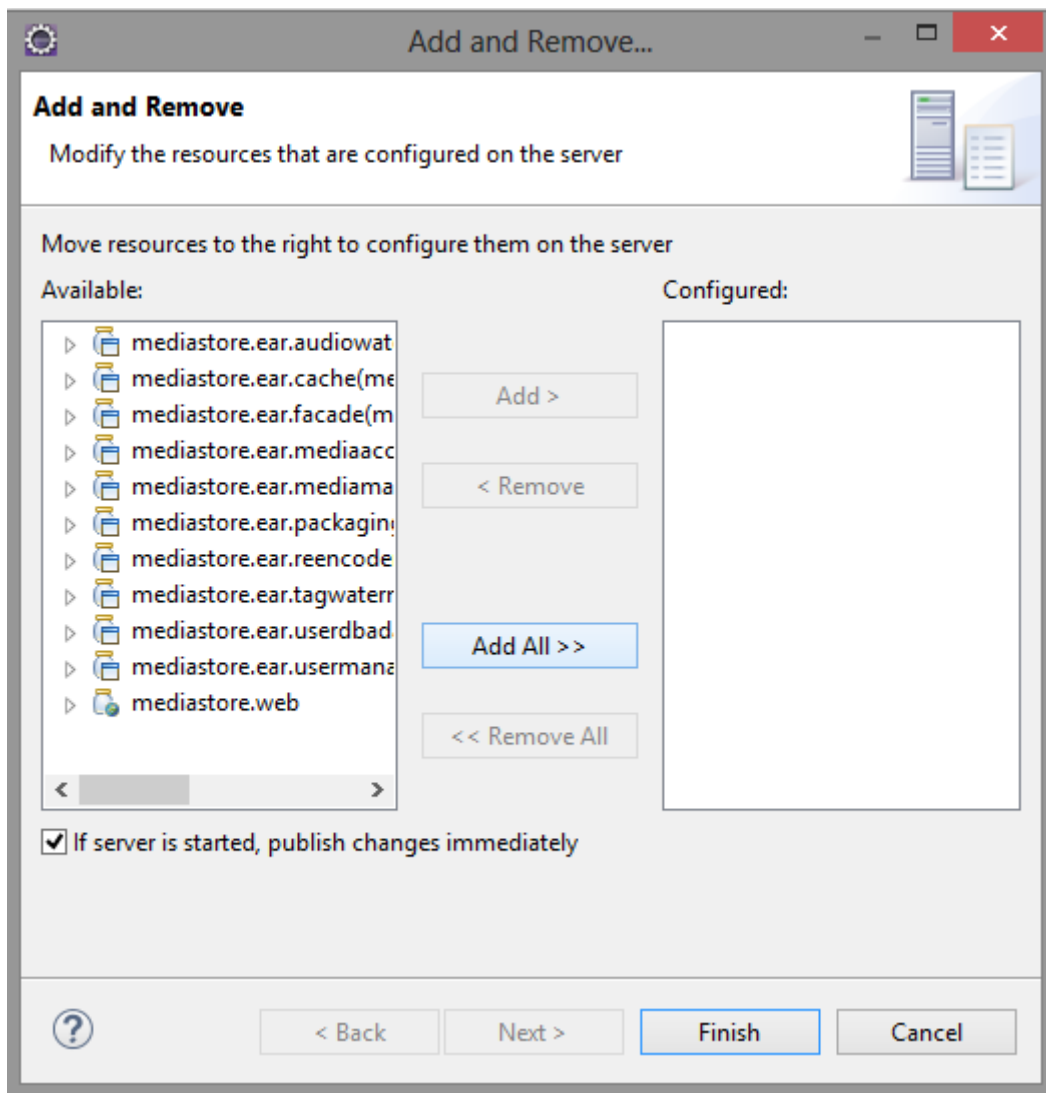 Add and Remove...
Add and Remove
Modify the resources that are configured on the server
Move resources to the right to configure them on the server
Available:
Configured:
mediastore.ear.audiowat
mediastore.ear.cache(me
mediastore.ear.facade(m
mediastore.ear.mediaacc
mediastore.ear.mediama
mediastore.ear.packaging
mediastore.ear.reencode
mediastore.ear.tagwaterr
mediastore.ear.userdbad
mediastore.ear.usermana
mediastore.web
Add >
< Remove
Add All >>
<< Remove All
If server is started, publish changes immediately
< Back
Next >
Finish
Cancel